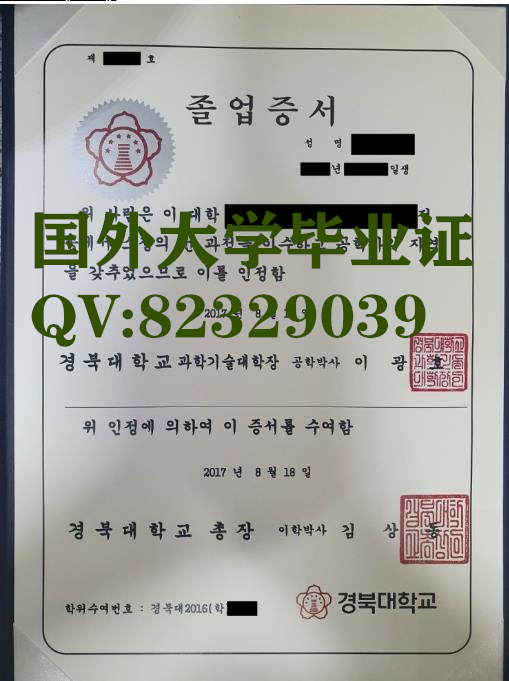 제 호
졸업증서
성 명
년 일생
위 사람은 이 대학
国外大学毕业证
을 갖추었으므로 이를 인정함
2017 년 8 월
QV:82329039
경북대학교과학기술대학장 공학박사 이 광 호
위 인정에 의하여 이 증서를 수여함
2017 년 8 월 18 일
경 북 대 학 교 총 장 이학박사 김 상 동
학위수여번호 : 경북대2016(학)
경북대학교